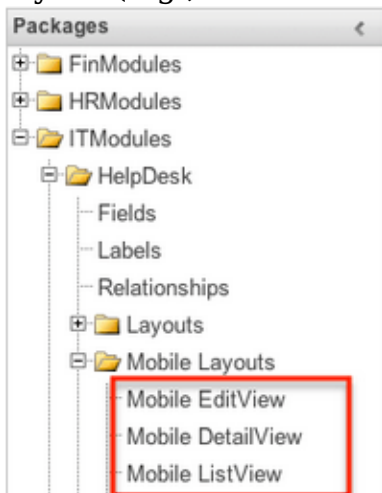 Packages
FinModules
HRModules
ITModules
HelpDesk
Fields
Labels
Relationships
Layouts
Mobile Layouts
Mobile EditView
Mobile DetailView
Mobile ListView